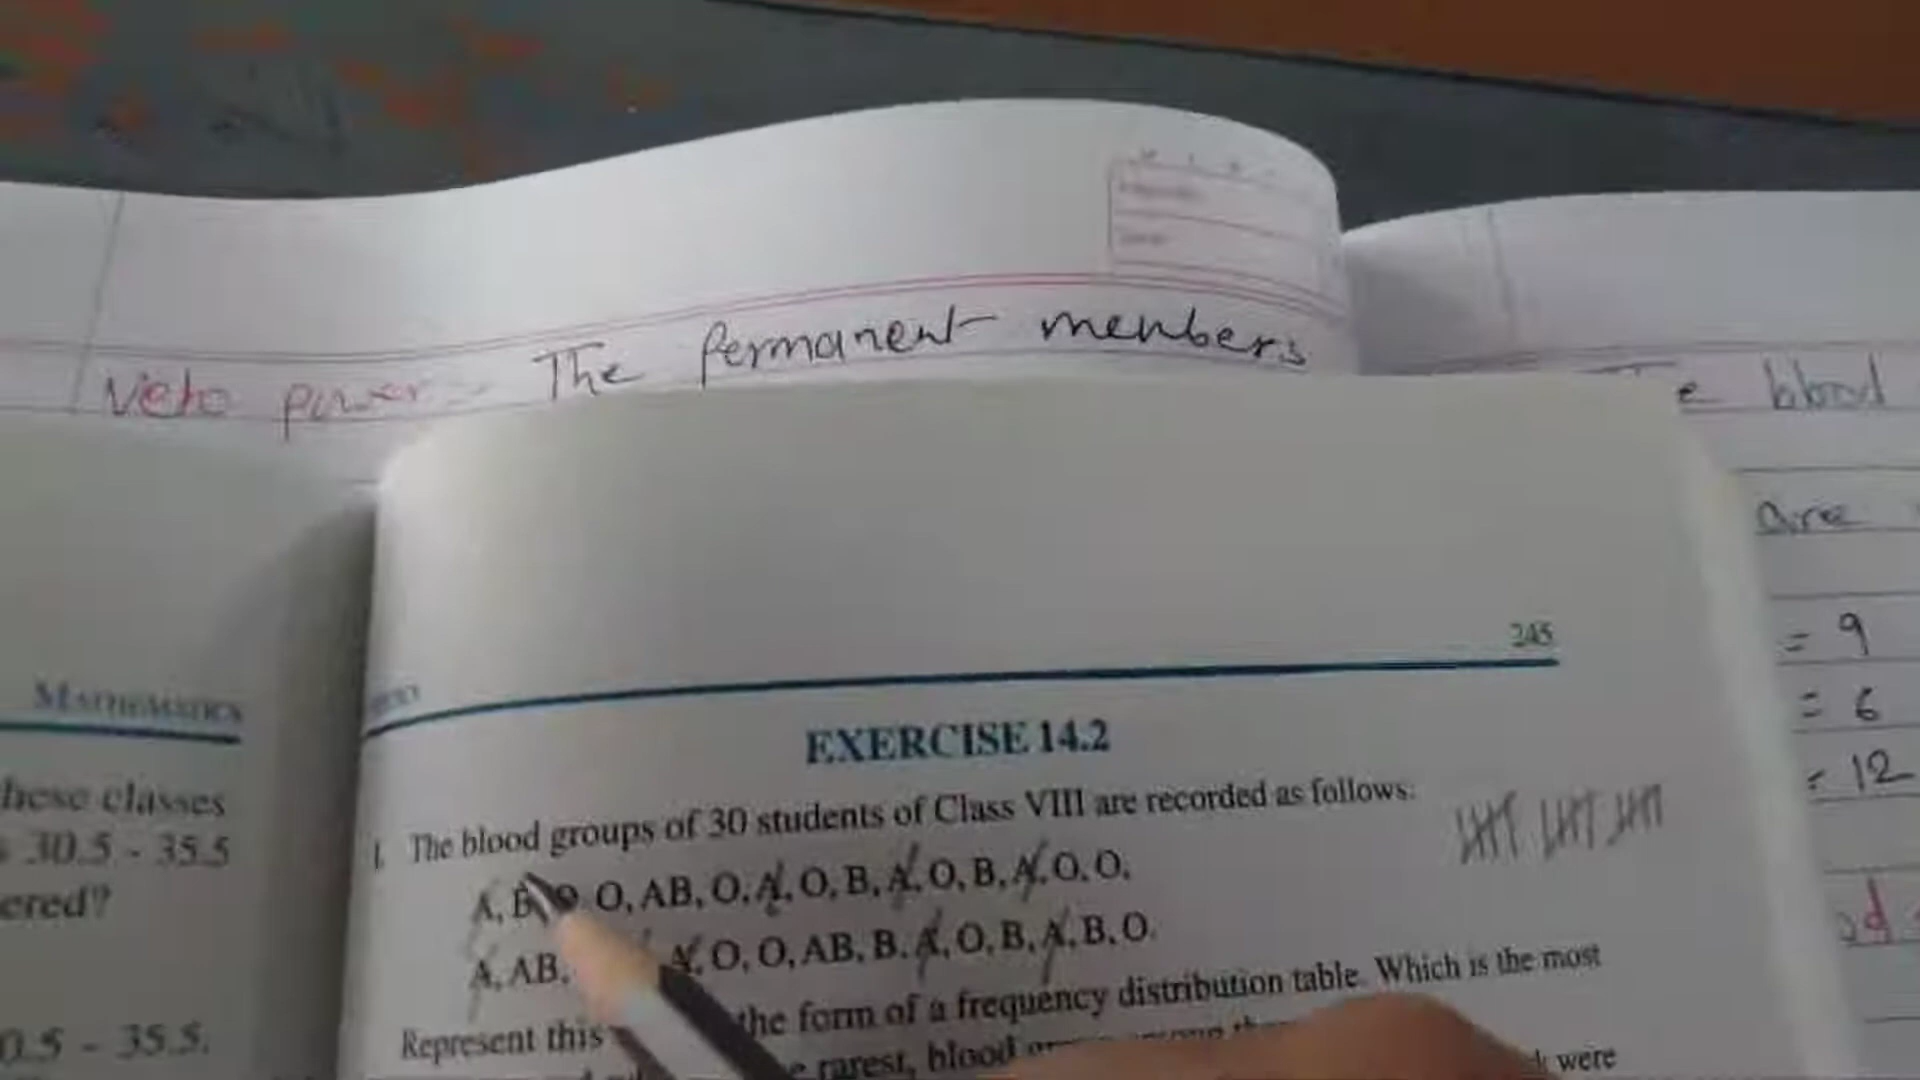 Veto power - The Permanent members
e blood
are
= 9
= 6
= 12
MATHEMATICS
these classes
30.5 - 35.5
ered?
0.5 - 35.5.
245
EXERCISE 14.2
1. The blood groups of 30 students of Class VIII are recorded as follows:
A, B, O, O, AB, O, A, O, B, A, O, B, A, O, O,
A, AB, A, O, O, AB, B, A, O, B, A, B, O.
Represent this the form of a frequency distribution table. Which is the most
rarest, blood
were